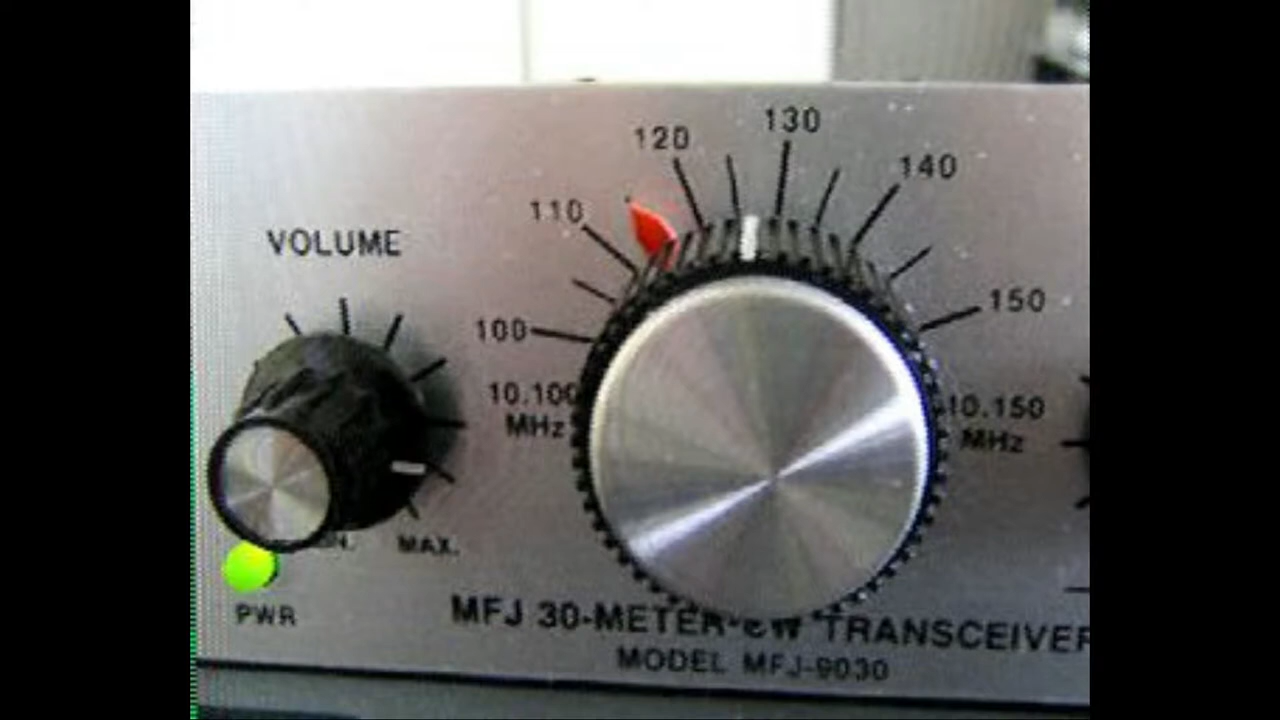 120 130 140
110
VOLUME
100 150
10.100 10.150
MHz MHz
MAX.
PWR
MFJ 30-METER CW TRANSCEIVER
MODEL MFJ-9030